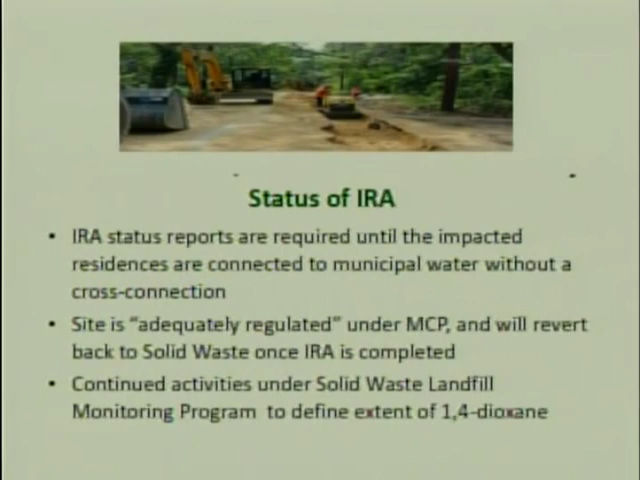 Status of IRA
• IRA status reports are required until the impacted
residences are connected to municipal water without a
cross-connection
• Site is “adequately regulated” under MCP, and will revert
back to Solid Waste once IRA is completed
• Continued activities under Solid Waste Landfill
Monitoring Program to define extent of 1,4-dioxane